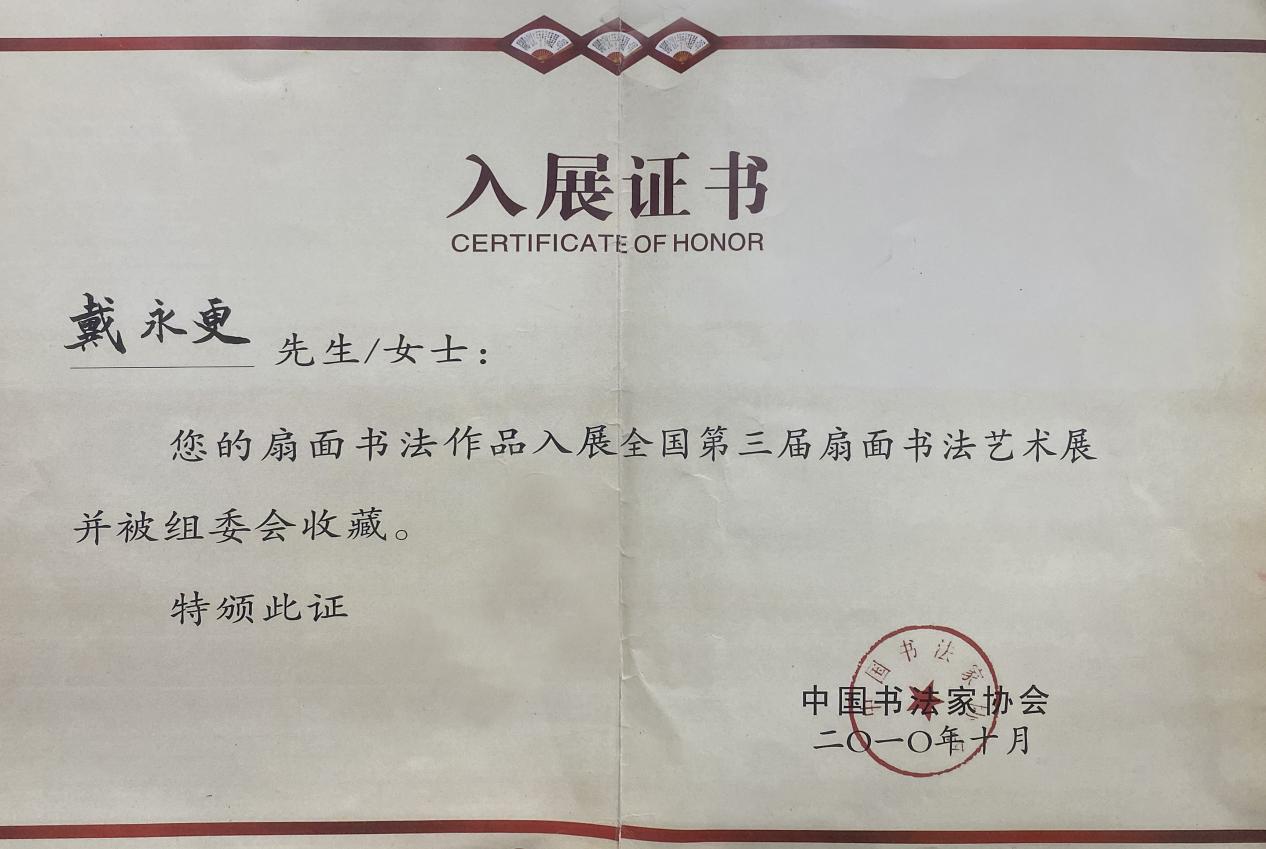 入展证书
CERTIFICATE OF HONOR
戴永更 先生/女士：
您的扇面书法作品入展全国第三届扇面书法艺术展
并被组委会收藏。
特颁此证
中国书法家协会
二〇一〇年十月